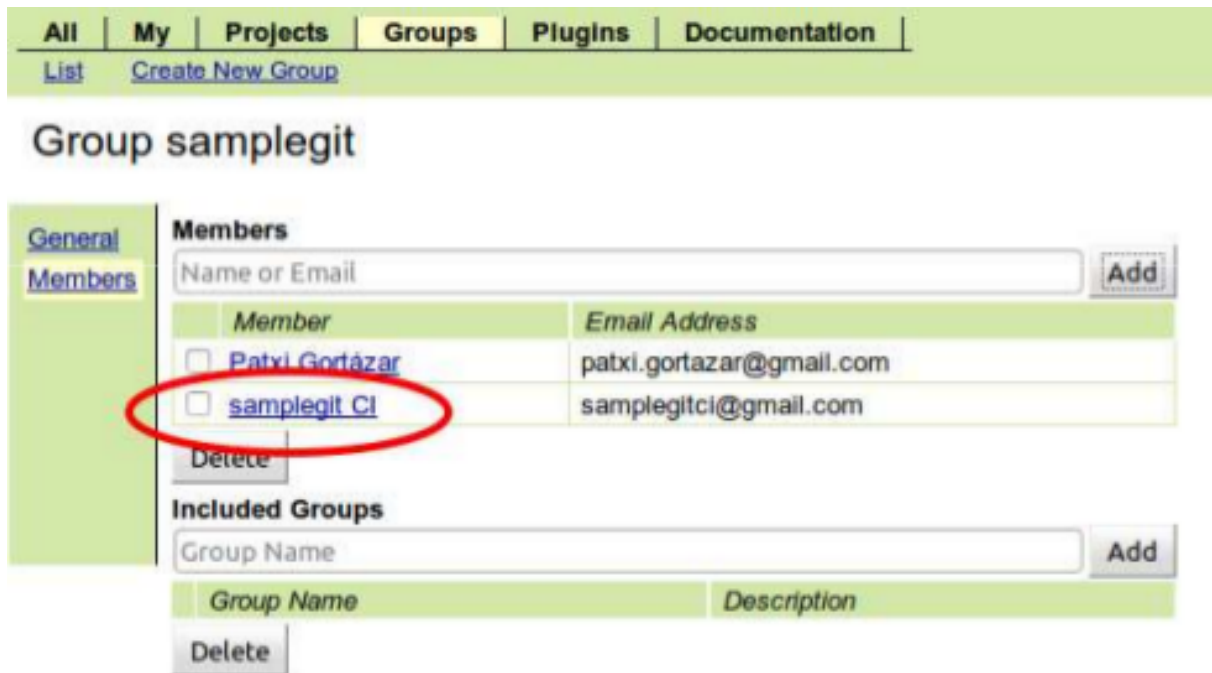 All My Projects Groups Plugins Documentation
List Create New Group
Group samplegit
General
Members
Members
Name or Email Add
Member Email Address
Patxi Gortázar patxi.gortazar@gmail.com
samplegit CI samplegitci@gmail.com
Delete
Included Groups
Group Name Add
Group Name Description
Delete